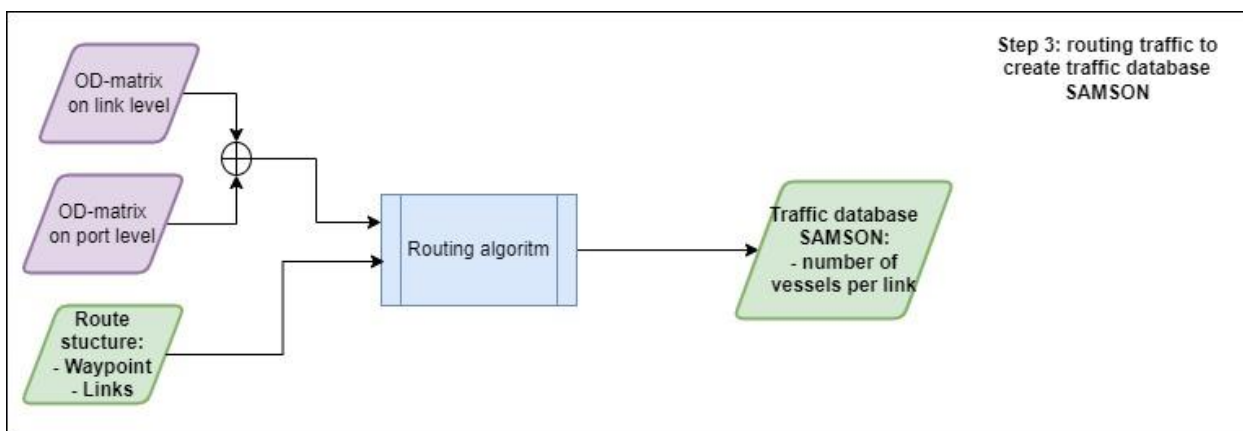 Step 3: routing traffic to
create traffic database
SAMSON
OD-matrix
on link level
OD-matrix
on port level
Route
stucture:
- Waypoint
- Links
Routing algoritm
Traffic database
SAMSON:
- number of
vessels per link